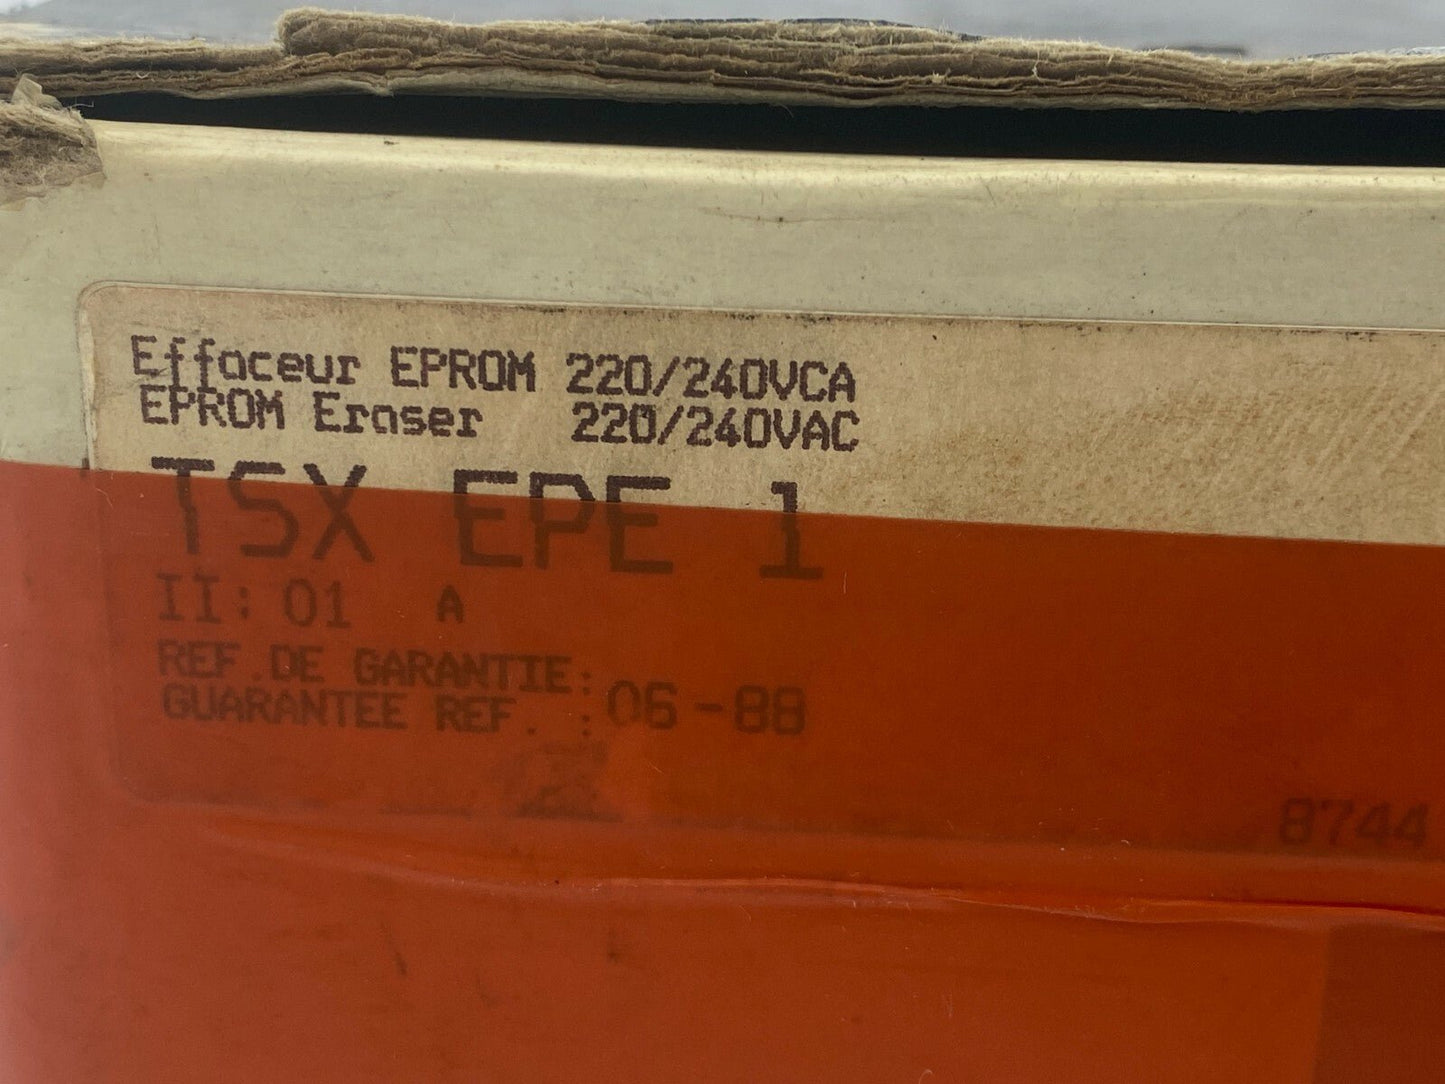 Effaceur EPROM 220/240VCA
EPROM Eraser 220/240VAC
TSX EPE 1
II: 01 A
REF.DE GARANTIE:
GUARANTEE REF. : 06-88
8744